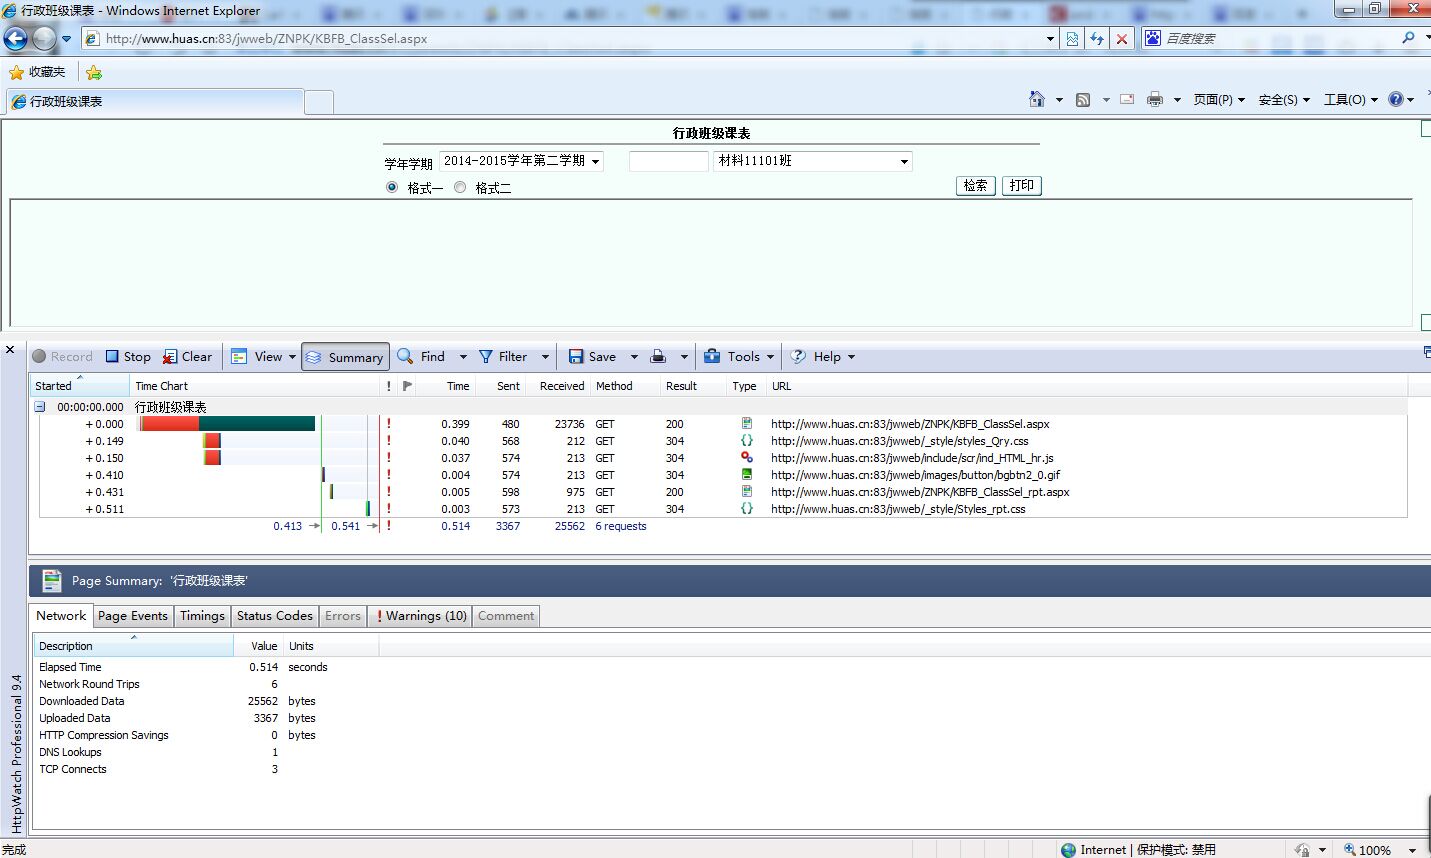 行政班级课表 - Windows Internet Explorer
http://www.huas.cn:83/jwweb/ZNPK/KBFB_ClassSel.aspx
百度搜索
收藏夹
行政班级课表
页面(P) 安全(S) 工具(O)
行政班级课表
学年学期 2014-2015学年第二学期 材料11101班
格式一 格式二 检索 打印
Record Stop Clear View Summary Find Filter Save Tools Help
Started Time Chart ! Time Sent Received Method Result Type URL
00:00:00.000 行政班级课表
+ 0.000 ! 0.399 480 23736 GET 200 http://www.huas.cn:83/jwweb/ZNPK/KBFB_ClassSel.aspx
+ 0.149 ! 0.040 568 212 GET 304 {} http://www.huas.cn:83/jwweb/_style/styles_Qry.css
+ 0.150 ! 0.037 574 213 GET 304 http://www.huas.cn:83/jwweb/include/scr/ind_HTML_hr.js
+ 0.410 ! 0.004 574 213 GET 304 http://www.huas.cn:83/jwweb/images/button/bgbtn2_0.gif
+ 0.431 ! 0.005 598 975 GET 200 http://www.huas.cn:83/jwweb/ZNPK/KBFB_ClassSel_rpt.aspx
+ 0.511 ! 0.003 573 213 GET 304 {} http://www.huas.cn:83/jwweb/_style/Styles_rpt.css
0.413 0.541 ! 0.514 3367 25562 6 requests
Page Summary: '行政班级课表'
Network Page Events Timings Status Codes Errors ! Warnings (10) Comment
Description Value Units
Elapsed Time 0.514 seconds
Network Round Trips 6
Downloaded Data 25562 bytes
Uploaded Data 3367 bytes
HTTP Compression Savings 0 bytes
DNS Lookups 1
TCP Connects 3
HttpWatch Professional 9.4
完成 Internet | 保护模式: 禁用 100%